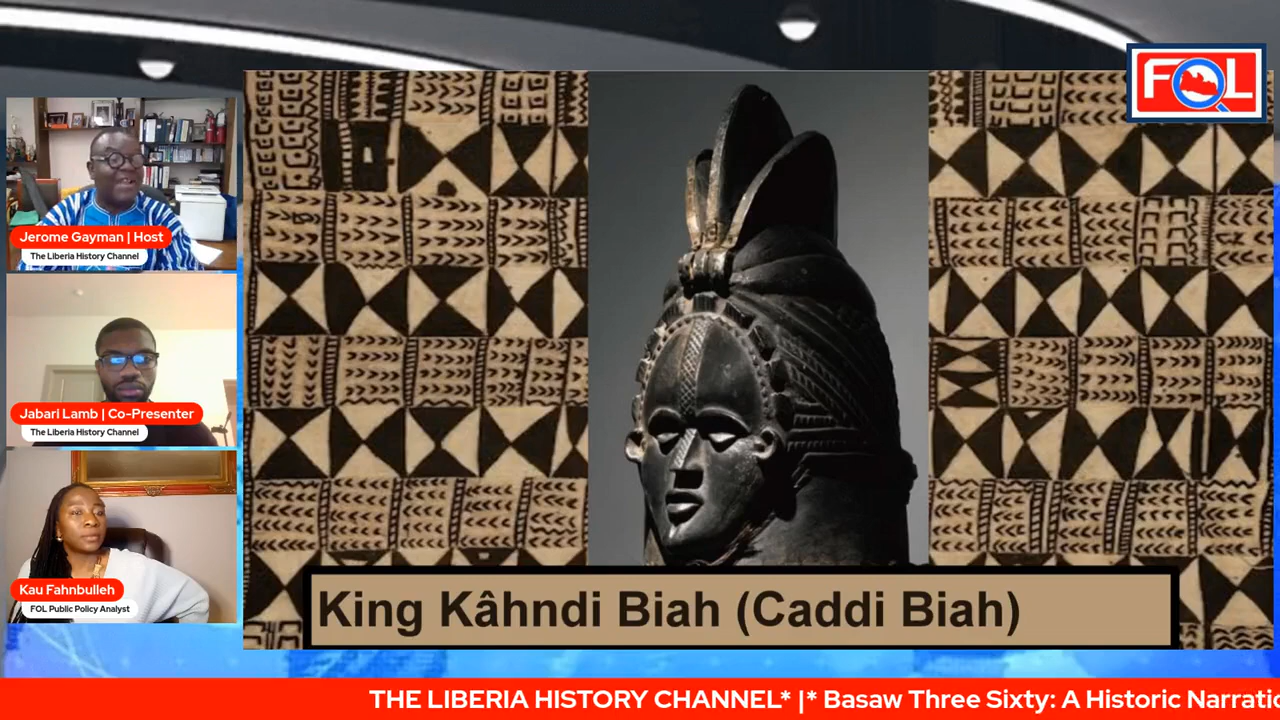 FOL
Jerome Gayman | Host
The Liberia History Channel
Jabari Lamb | Co-Presenter
The Liberia History Channel
Kau Fahnbulleh
FOL Public Policy Analyst
King Kâhndi Biah (Caddi Biah)
THE LIBERIA HISTORY CHANNEL* |* Basaw Three Sixty: A Historic Narratio